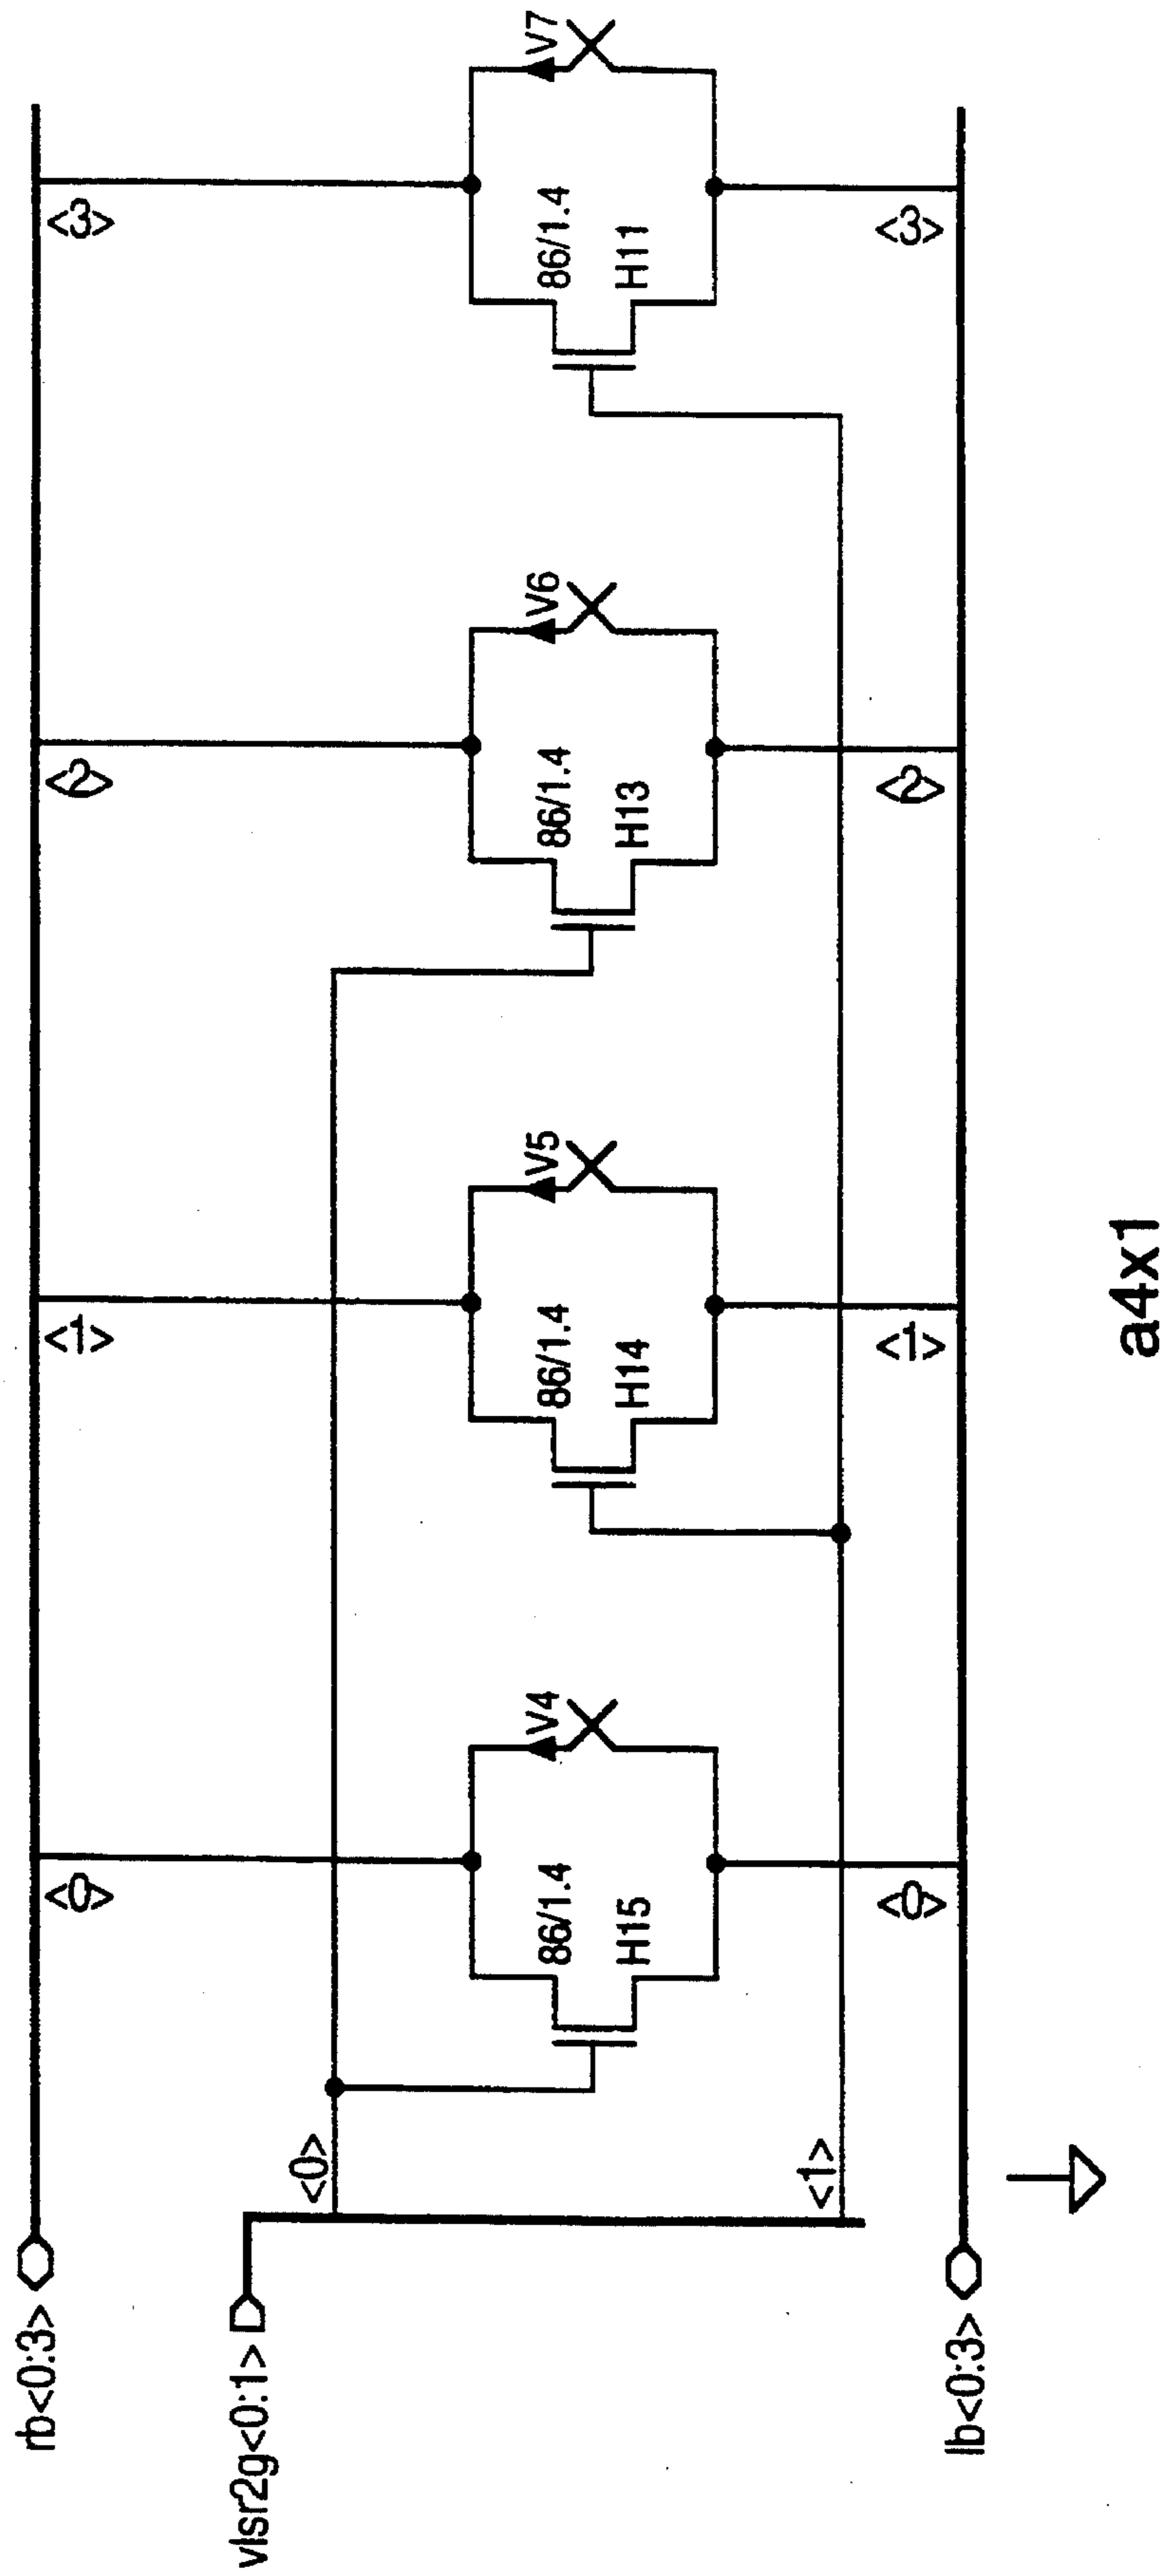 rb<0:3>
<0>
<1>
<2>
<3>
vlsr2g<0:1>
<0>
86/1.4
V4
H15
86/1.4
V5
H14
86/1.4
V6
H13
86/1.4
V7
H11
<1>
<0>
<1>
<2>
<3>
lb<0:3>
a4x1